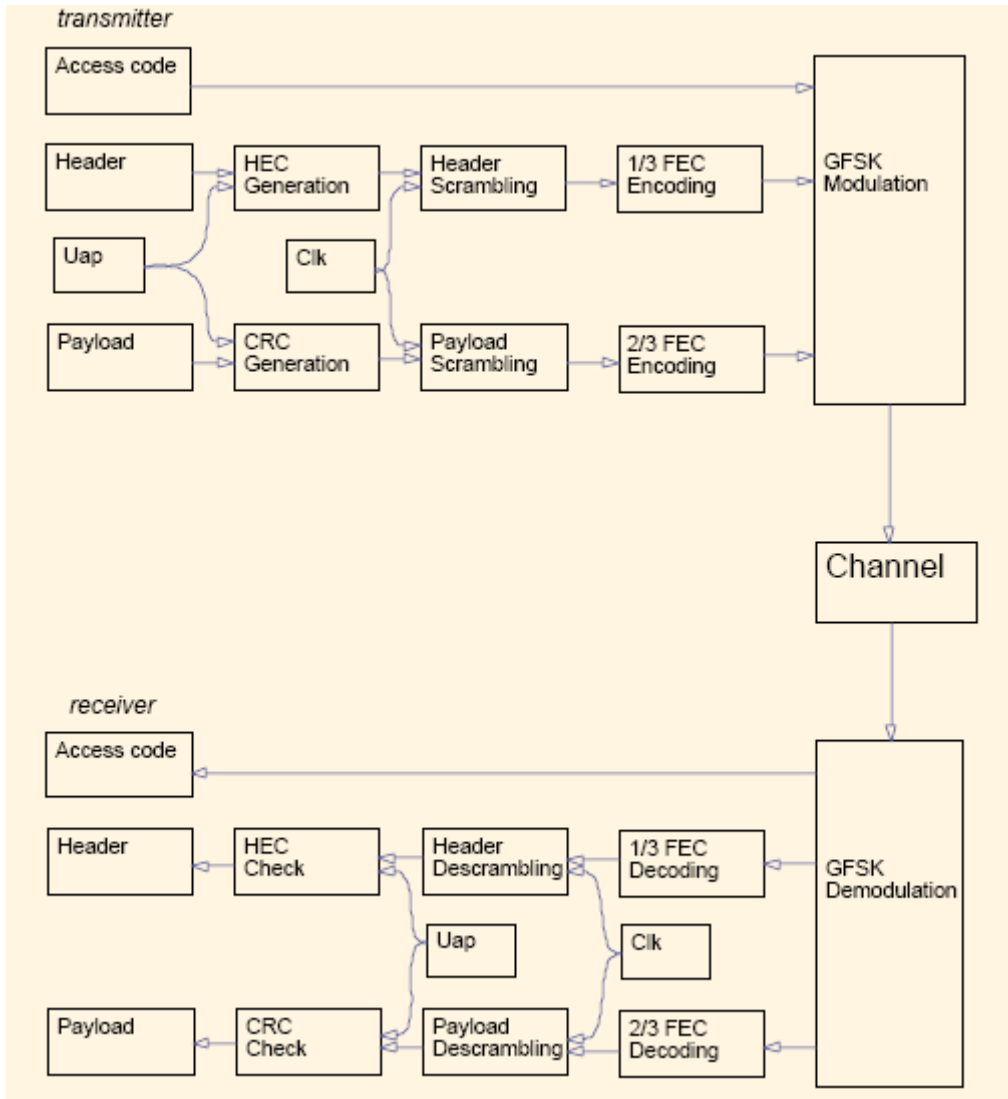 transmitter
Access code
Header
HEC
Generation
Header
Scrambling
1/3 FEC
Encoding
GFSK
Modulation
Uap
Clk
Payload
CRC
Generation
Payload
Scrambling
2/3 FEC
Encoding
Channel
receiver
Access code
Header
HEC
Check
Header
Descrambling
1/3 FEC
Decoding
GFSK
Demodulation
Uap
Clk
Payload
CRC
Check
Payload
Descrambling
2/3 FEC
Decoding